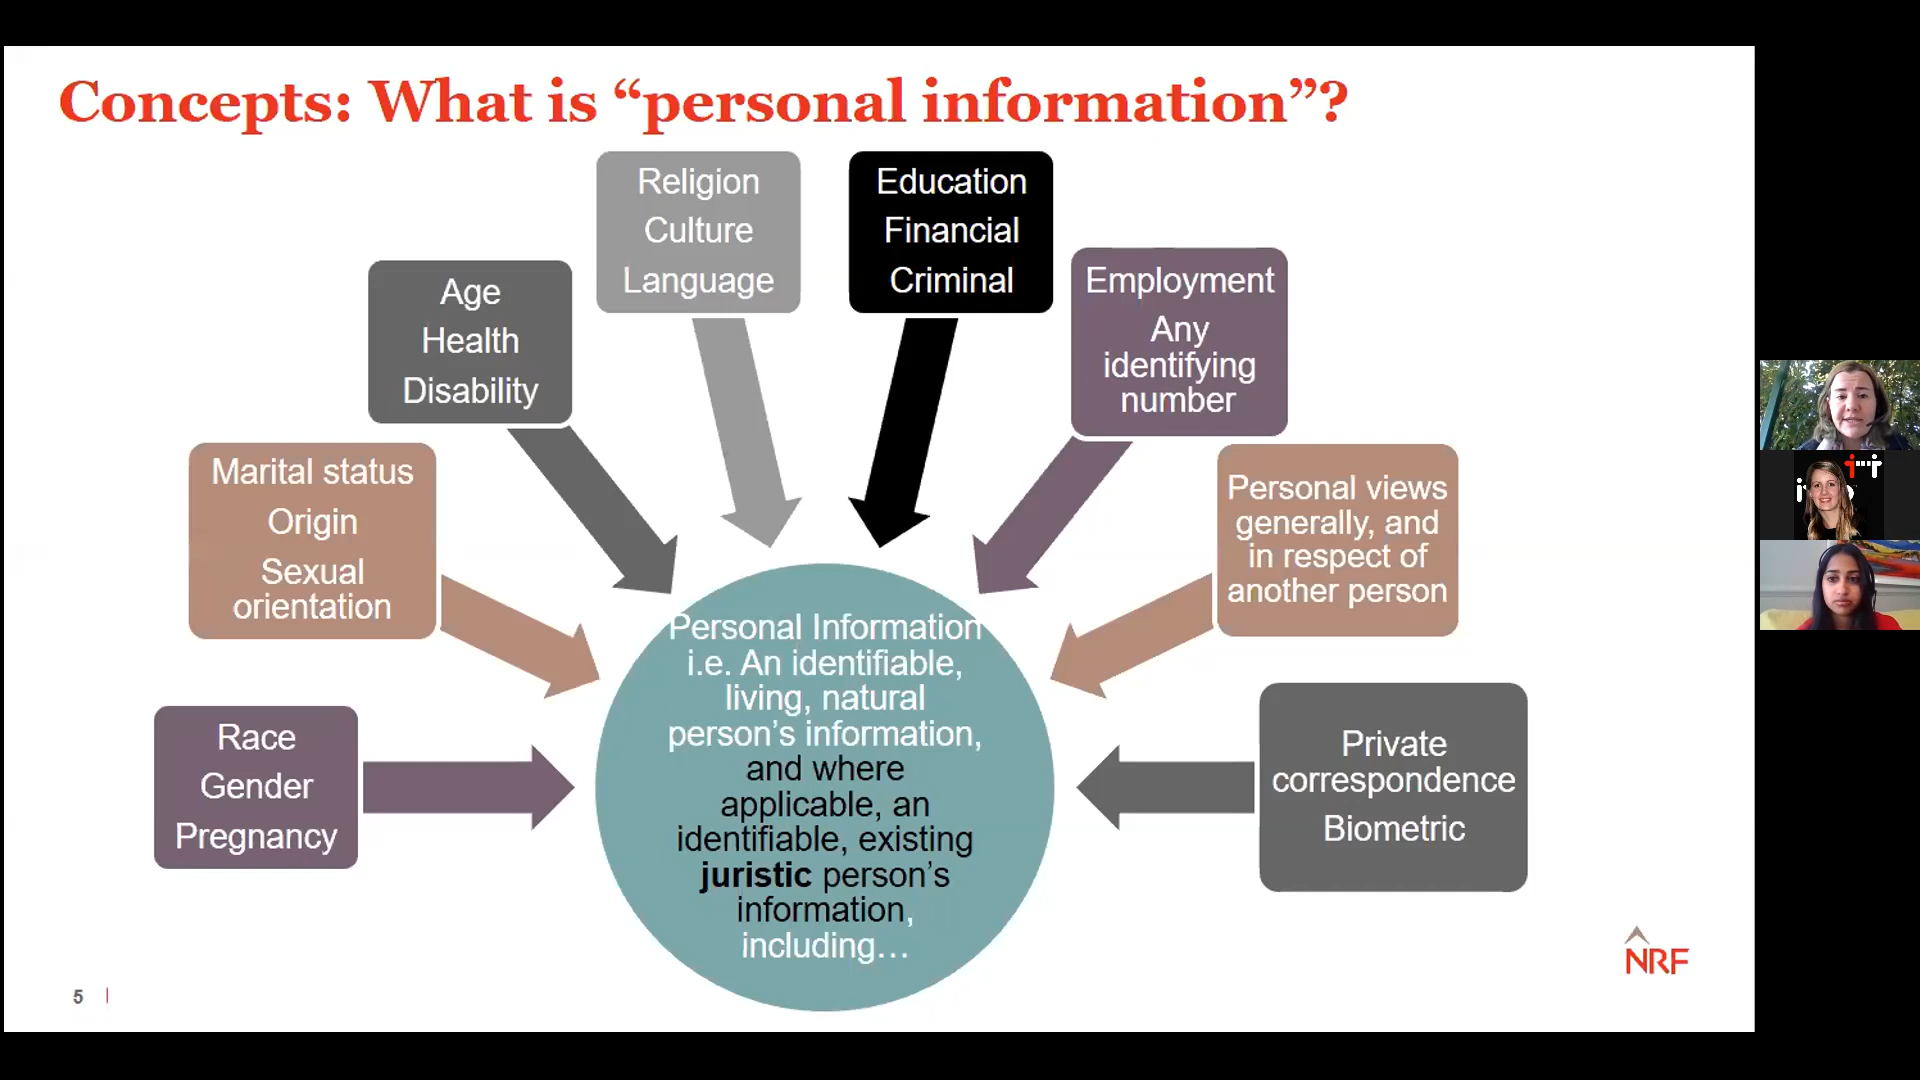 Concepts: What is “personal information”?
Religion
Culture
Language
Education
Financial
Criminal
Age
Health
Disability
Employment
Any
identifying
number
Marital status
Origin
Sexual
orientation
Personal views
generally, and
in respect of
another person
Race
Gender
Pregnancy
Personal Information
i.e. An identifiable,
living, natural
person’s information,
and where
applicable, an
identifiable, existing
juristic person’s
information,
including…
Private
correspondence
Biometric
NRF
5